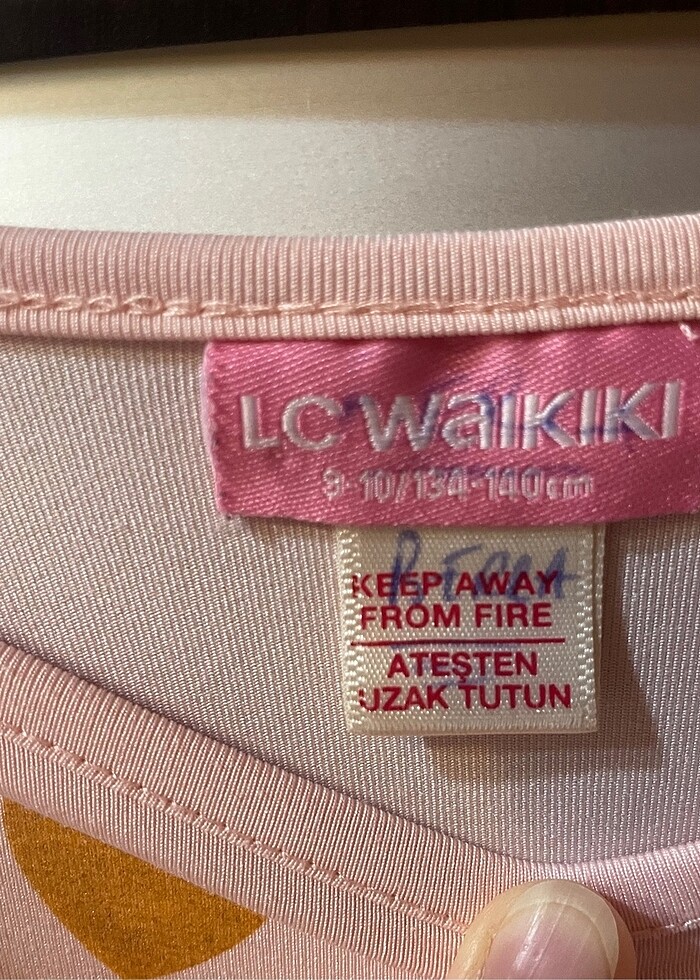 LC WAIKIKI
9-10/134-140cm
KEEP AWAY
FROM FIRE
ATEŞTEN
UZAK TUTUN